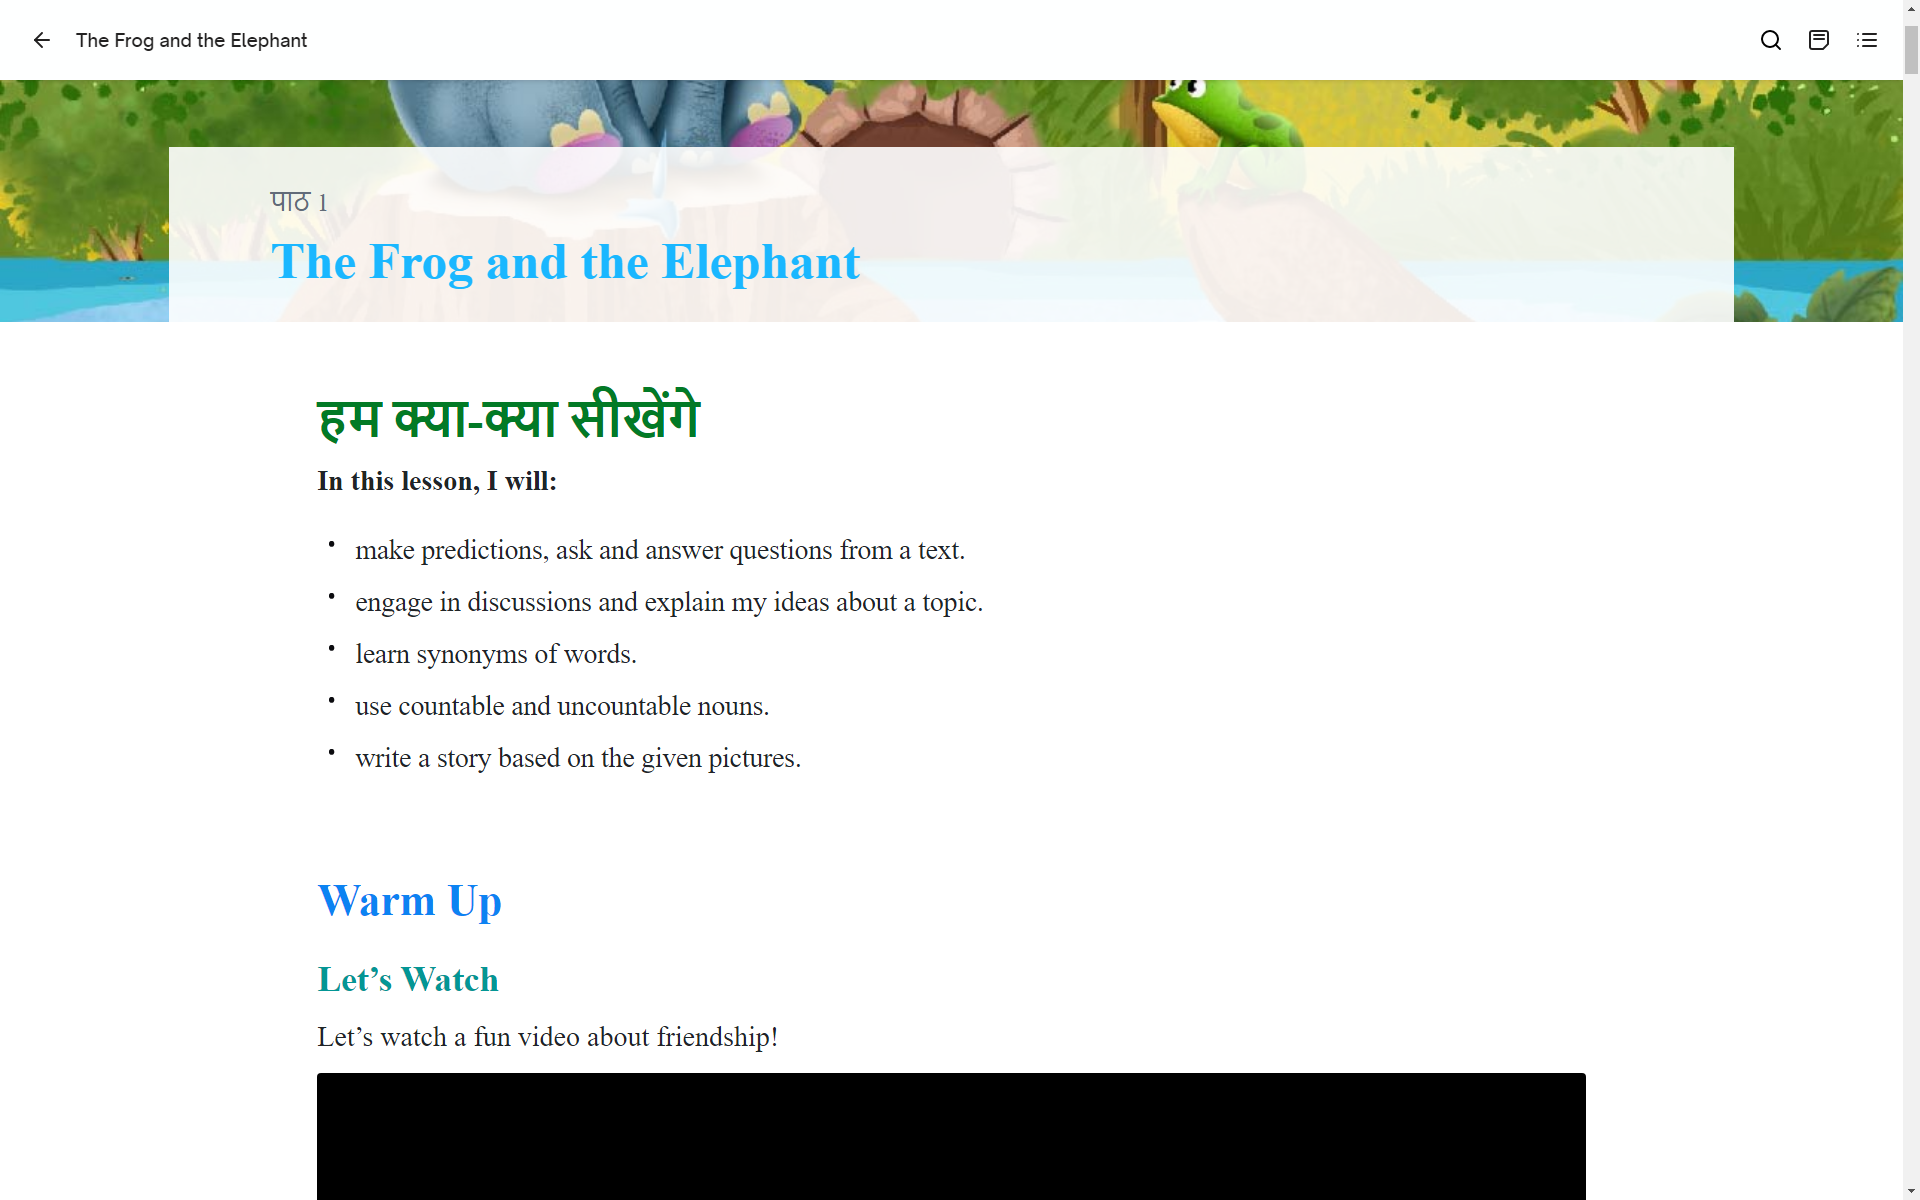 The Frog and the Elephant
पाठ 1
The Frog and the Elephant
हम क्या-क्या सीखेंगे
In this lesson, I will:
• make predictions, ask and answer questions from a text.
• engage in discussions and explain my ideas about a topic.
• learn synonyms of words.
• use countable and uncountable nouns.
• write a story based on the given pictures.
Warm Up
Let’s Watch
Let’s watch a fun video about friendship!